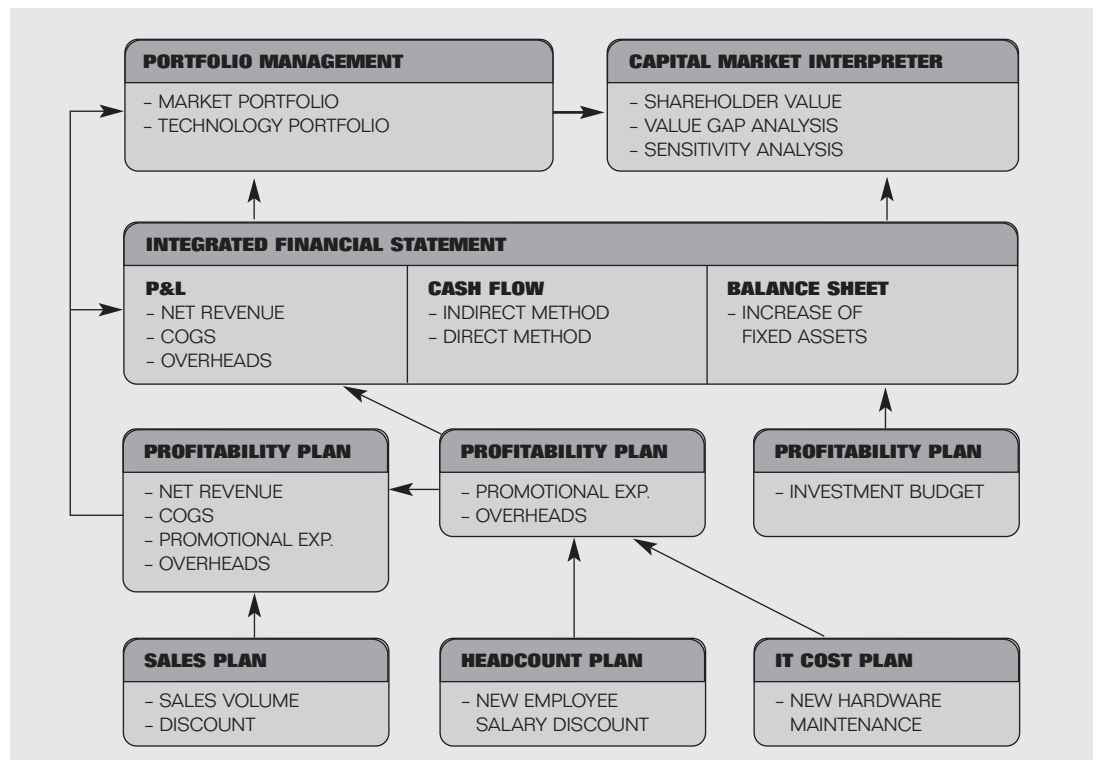 PORTFOLIO MANAGEMENT
– MARKET PORTFOLIO
– TECHNOLOGY PORTFOLIO
CAPITAL MARKET INTERPRETER
– SHAREHOLDER VALUE
– VALUE GAP ANALYSIS
– SENSITIVITY ANALYSIS
INTEGRATED FINANCIAL STATEMENT
P&L
– NET REVENUE
– COGS
– OVERHEADS
CASH FLOW
– INDIRECT METHOD
– DIRECT METHOD
BALANCE SHEET
– INCREASE OF
FIXED ASSETS
PROFITABILITY PLAN
– NET REVENUE
– COGS
– PROMOTIONAL EXP.
– OVERHEADS
PROFITABILITY PLAN
– PROMOTIONAL EXP.
– OVERHEADS
PROFITABILITY PLAN
– INVESTMENT BUDGET
SALES PLAN
– SALES VOLUME
– DISCOUNT
HEADCOUNT PLAN
– NEW EMPLOYEE
SALARY DISCOUNT
IT COST PLAN
– NEW HARDWARE
MAINTENANCE